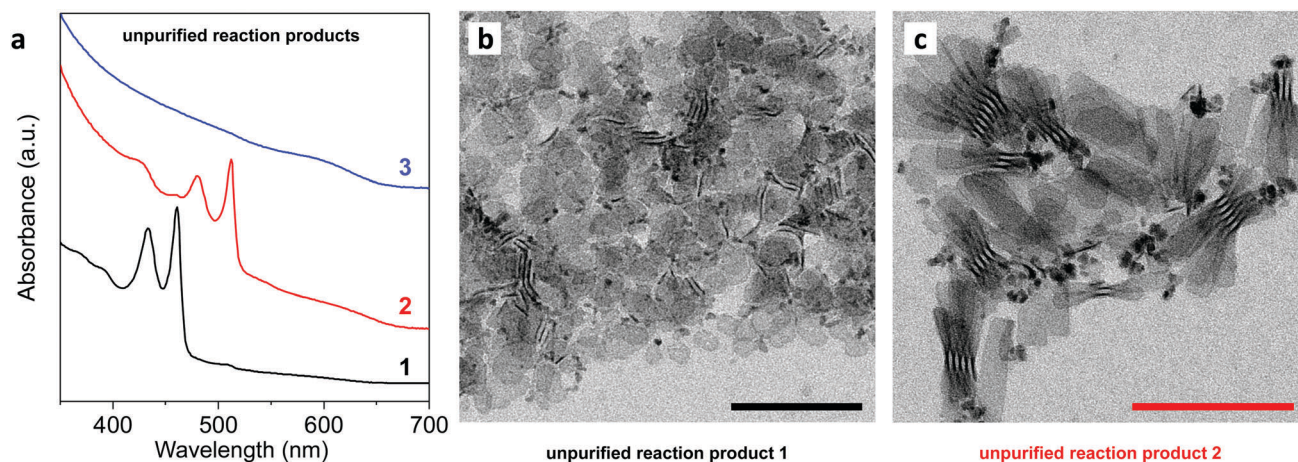 a
unpurified reaction products
3
2
1
Absorbance (a.u.)
400 500 600 700
Wavelength (nm)
b
unpurified reaction product 1
c
unpurified reaction product 2